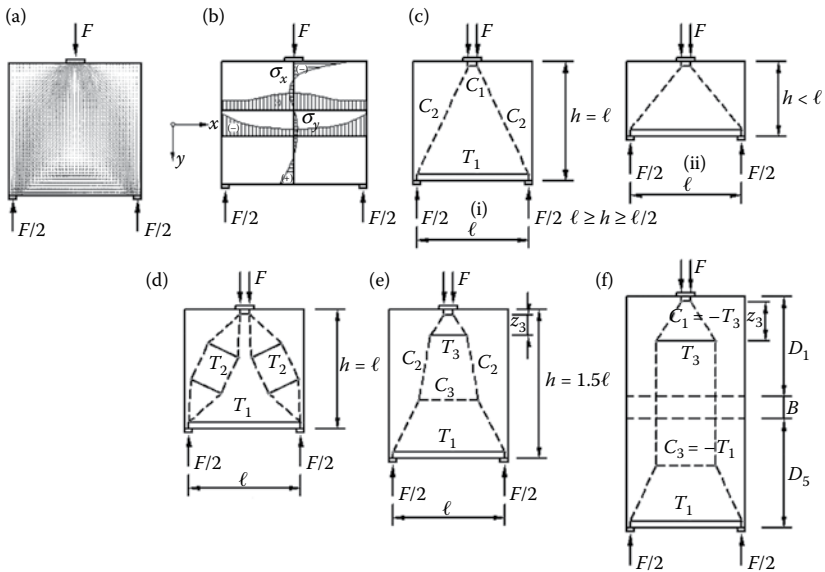 (a)
F
F/2
F/2
(b)
F
σx
(–)
σy
(–)
(+)
x
y
F/2
F/2
(c)
F
C1
C2
C2
T1
h = ℓ
F/2
(i)
F/2
ℓ
ℓ ≥ h ≥ ℓ/2
F
h < ℓ
F/2
(ii)
F/2
ℓ
(d)
F
T2
T2
T1
h = ℓ
F/2
F/2
ℓ
(e)
F
z3
T3
C2
C2
C3
T1
h = 1.5ℓ
F/2
F/2
ℓ
(f)
F
C1 = –T3
z3
T3
D1
B
C3 = –T1
D5
T1
F/2
F/2